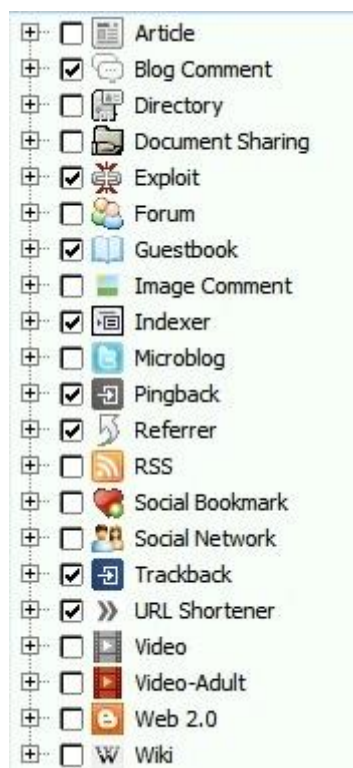 Article
Blog Comment
Directory
Document Sharing
Exploit
Forum
Guestbook
Image Comment
Indexer
Microblog
Pingback
Referrer
RSS
Social Bookmark
Social Network
Trackback
URL Shortener
Video
Video-Adult
Web 2.0
Wiki